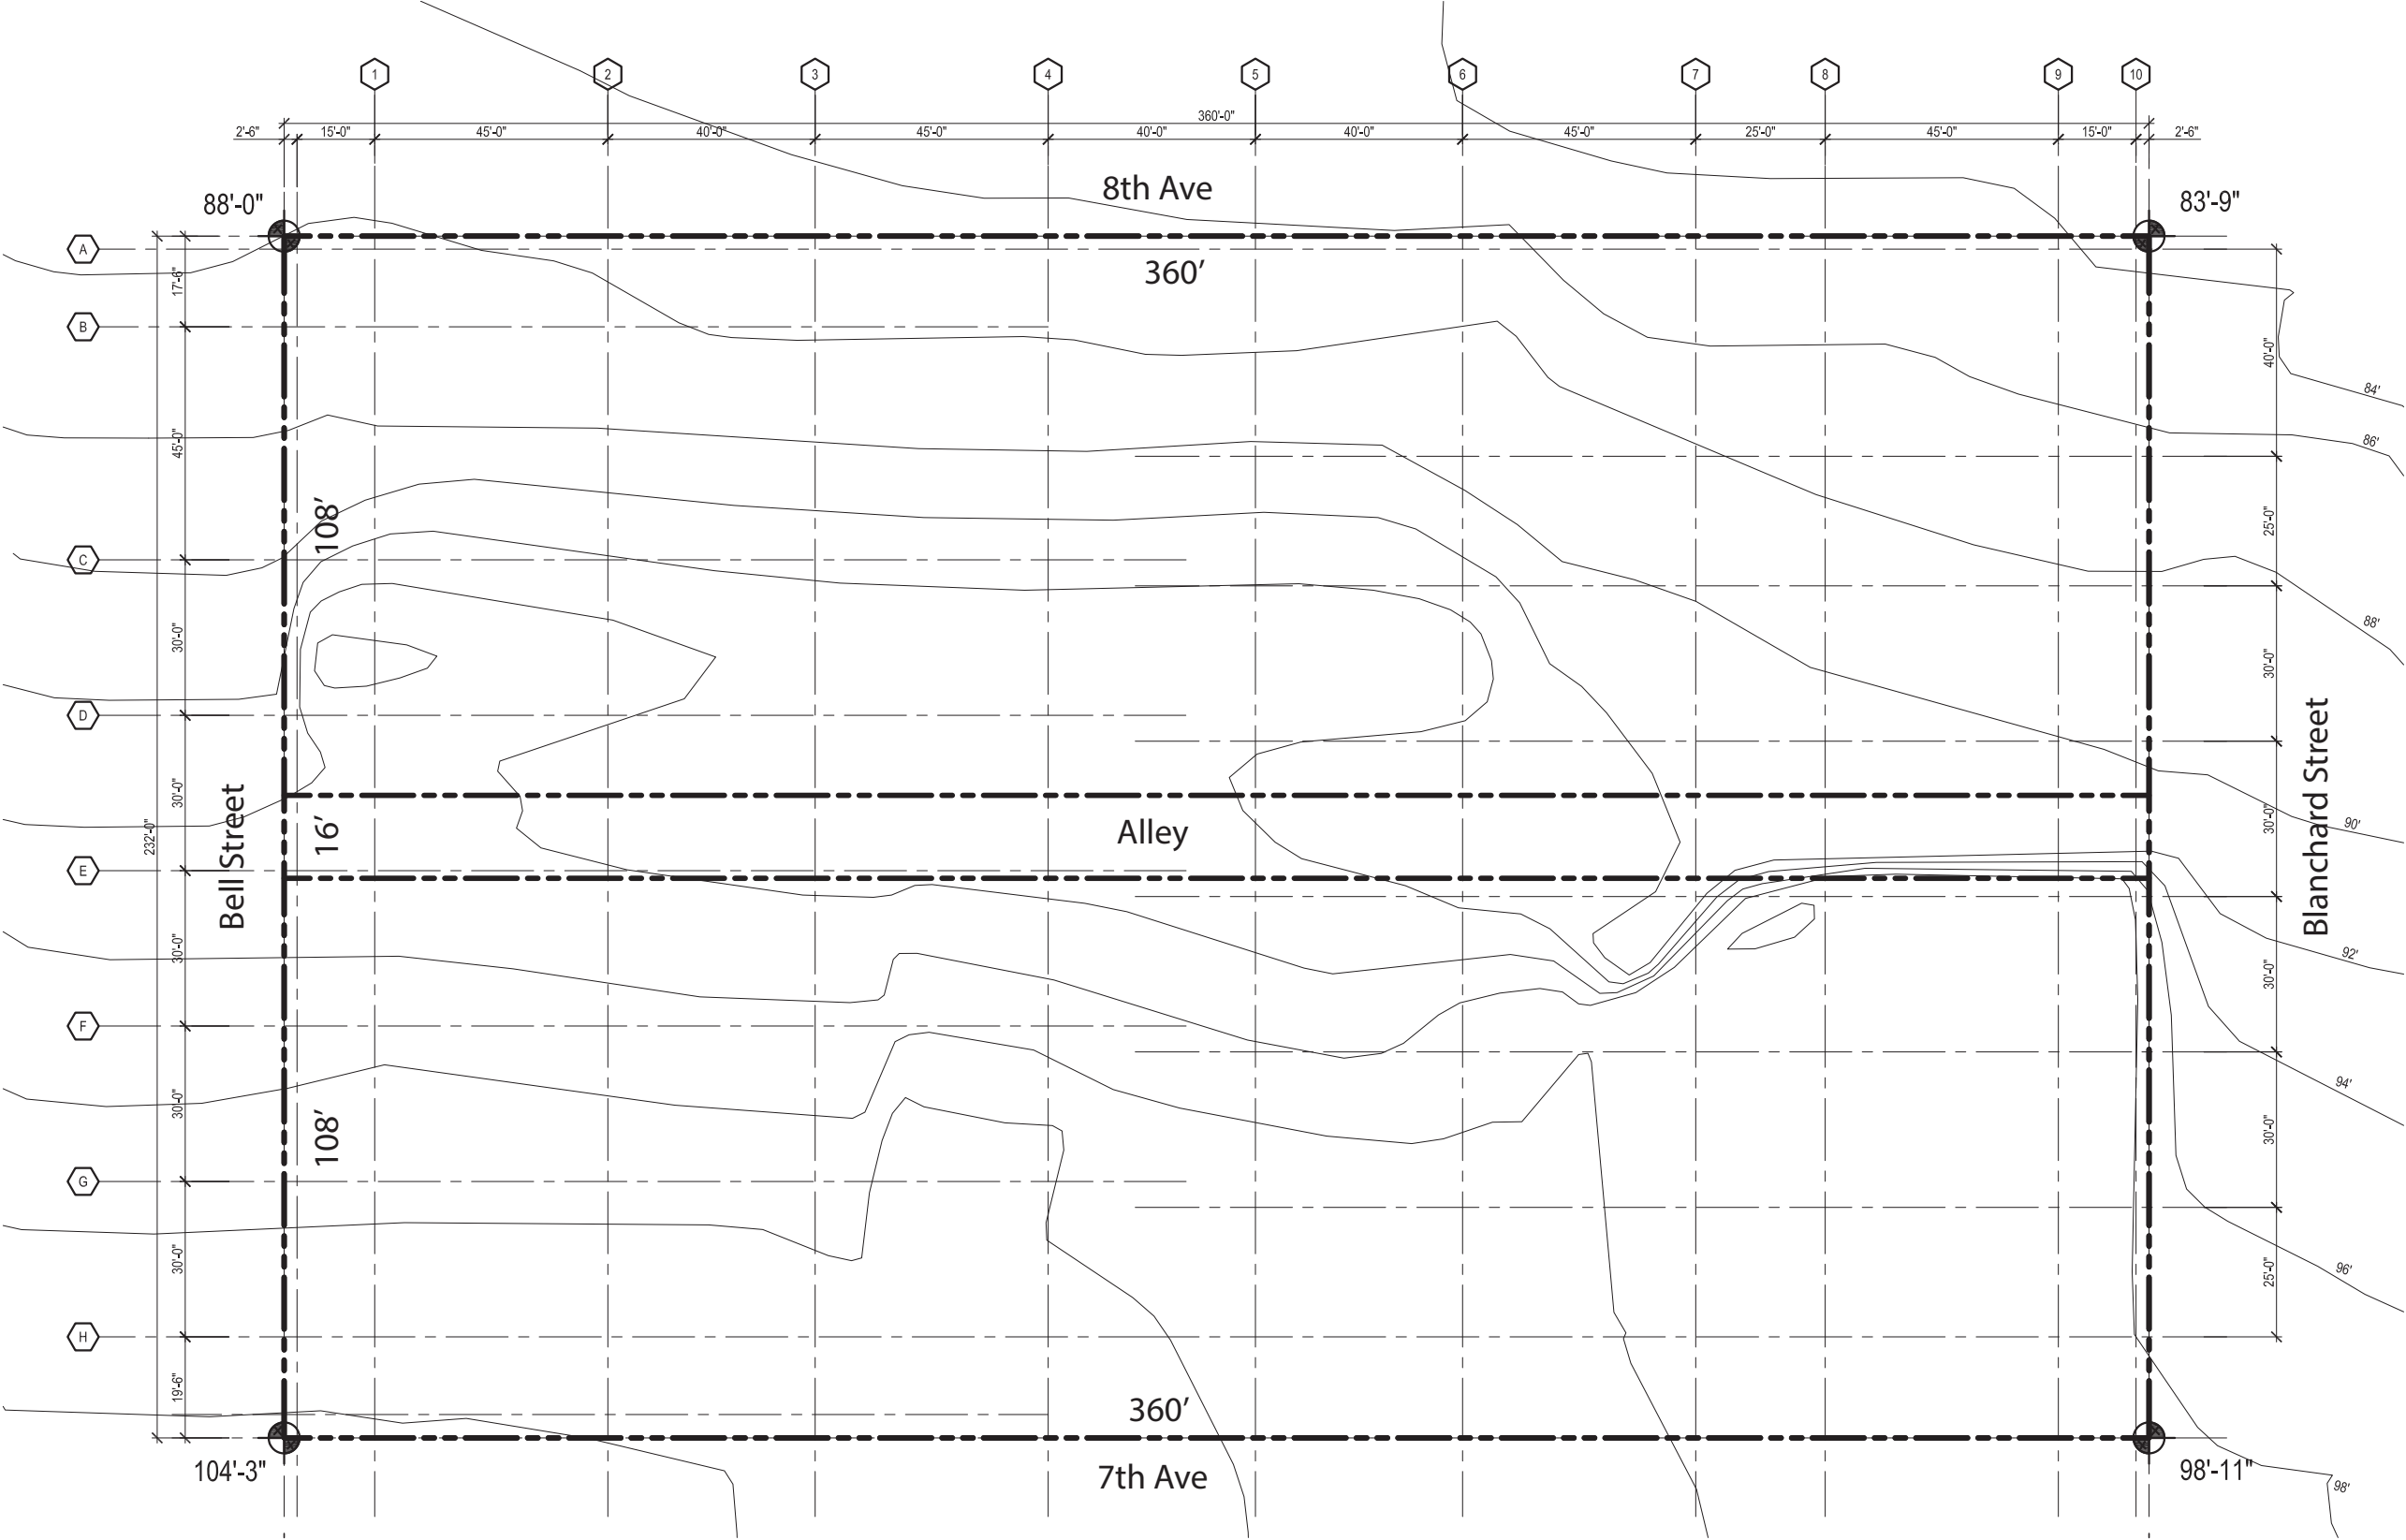 1 2 3 4 5 6 7 8 9 10
360'-0"
2'-6" 15'-0" 45'-0" 40'-0" 45'-0" 40'-0" 40'-0" 45'-0" 25'-0" 45'-0" 15'-0" 2'-6"
8th Ave
88'-0"
83'-9"
360'
A
B
C
D
E
F
G
H
17'-6"
45'-0"
30'-0"
30'-0"
30'-0"
30'-0"
30'-0"
19'-6"
232'-0"
108'
16'
108'
Bell Street
Alley
Blanchard Street
40'-0"
25'-0"
30'-0"
30'-0"
30'-0"
30'-0"
25'-0"
84'
86'
88'
90'
92'
94'
96'
98'
360'
7th Ave
104'-3"
98'-11"